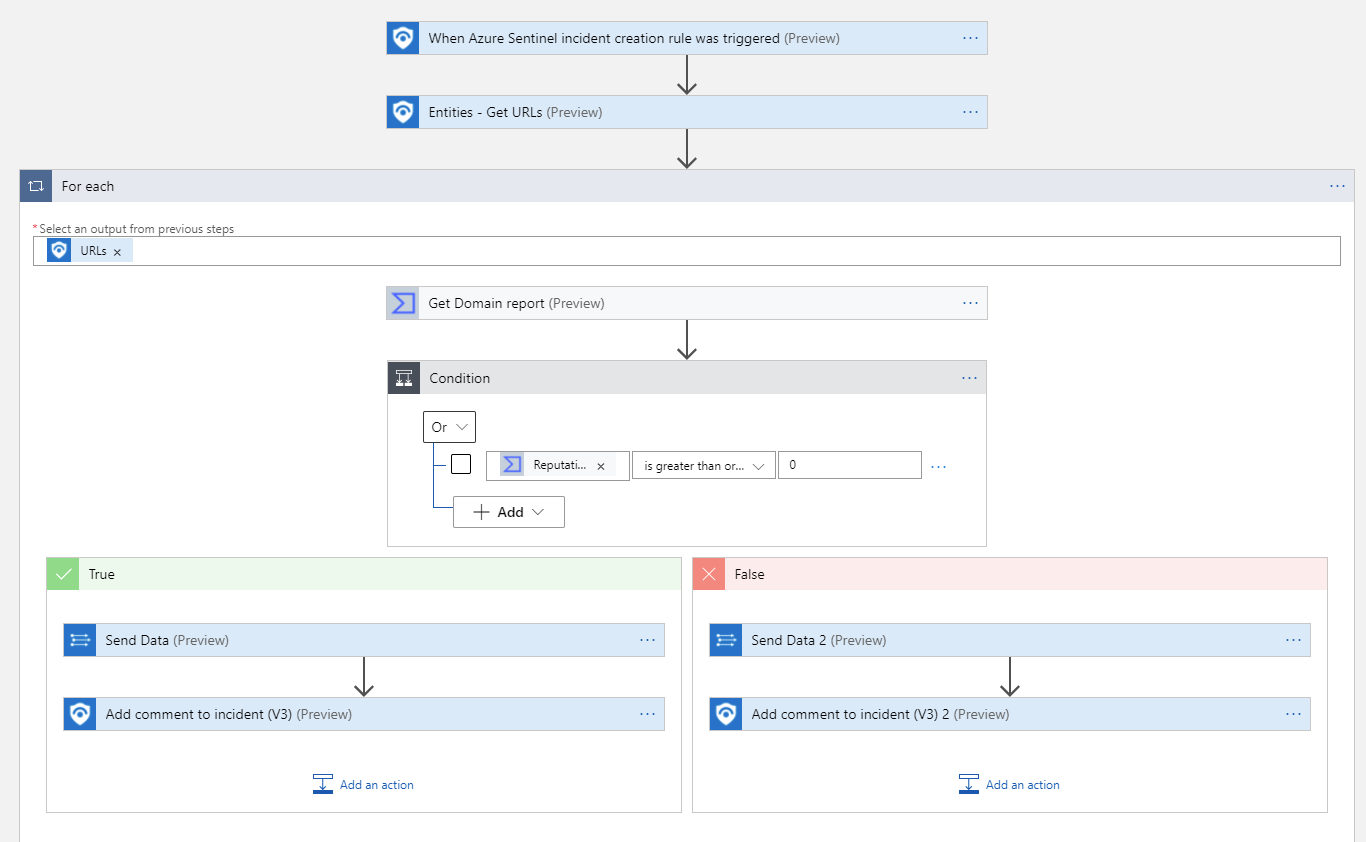 When Azure Sentinel incident creation rule was triggered (Preview)
Entities - Get URLs (Preview)
For each
*Select an output from previous steps
URLs
Get Domain report (Preview)
Condition
Or
Reputati... is greater than or... 0
Add
True
False
Send Data (Preview)
Send Data 2 (Preview)
Add comment to incident (V3) (Preview)
Add comment to incident (V3) 2 (Preview)
Add an action
Add an action